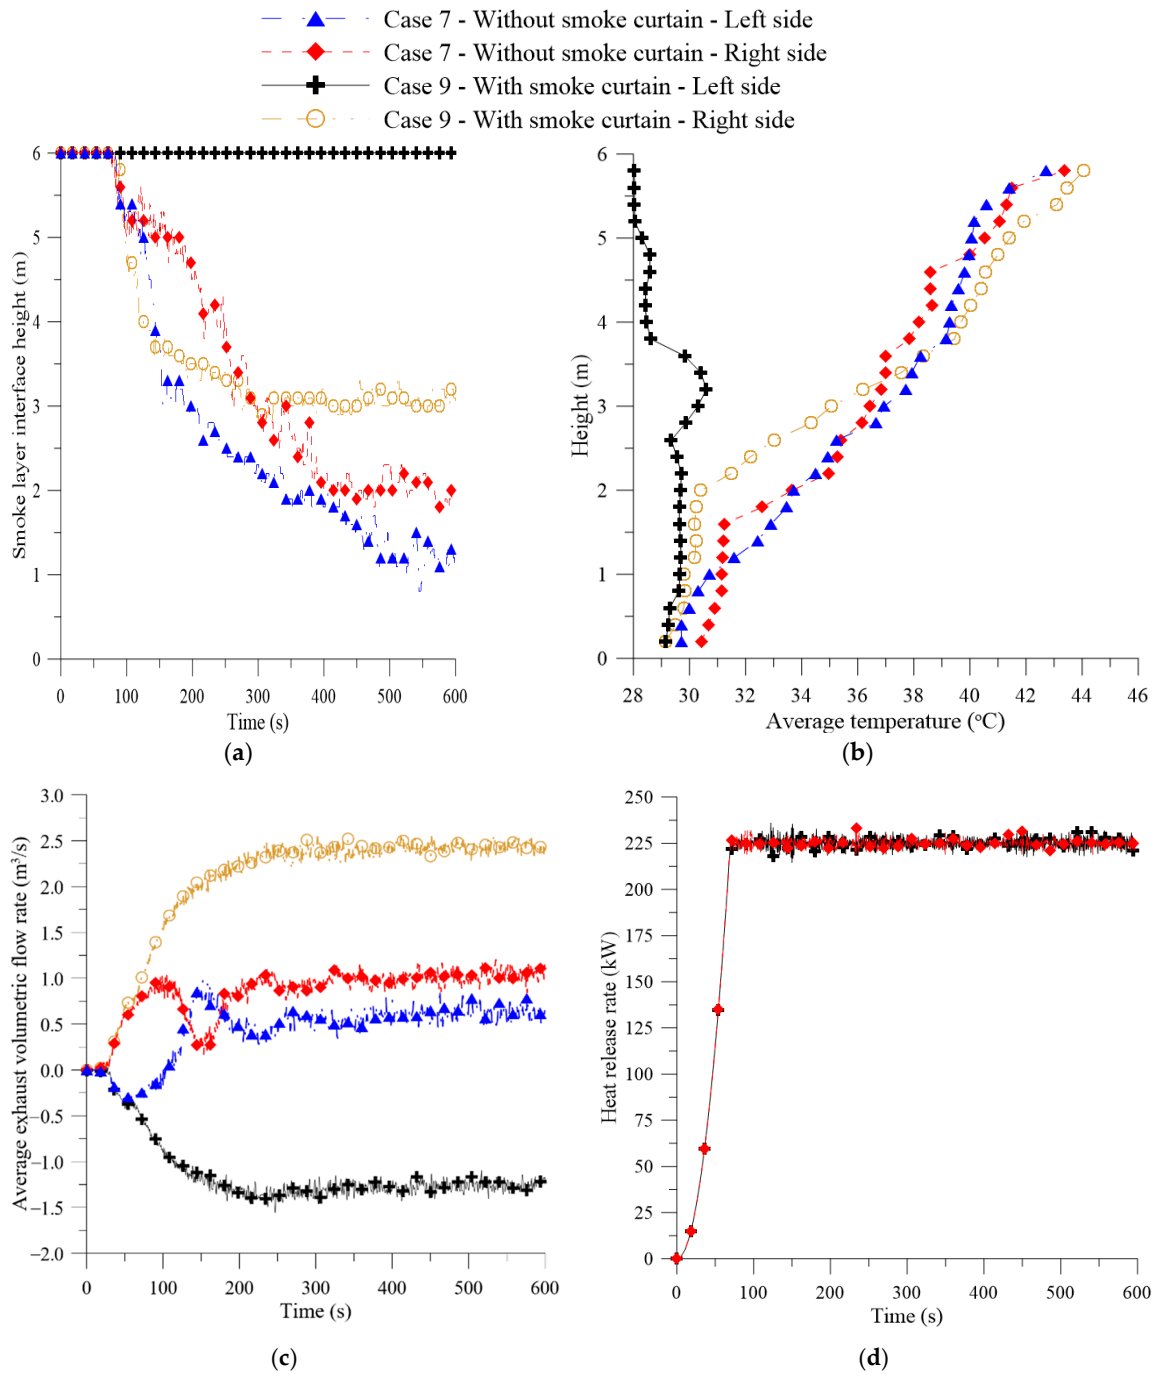 Case 7 - Without smoke curtain - Left side
Case 7 - Without smoke curtain - Right side
Case 9 - With smoke curtain - Left side
Case 9 - With smoke curtain - Right side
6
5
4
3
2
1
0
Smoke layer interface height (m)
0 100 200 300 400 500 600
Time (s)
(a)
6
5
4
3
2
1
0
Height (m)
28 30 32 34 36 38 40 42 44 46
Average temperature (°C)
(b)
3.0
2.5
2.0
1.5
1.0
0.5
0.0
−0.5
−1.0
−1.5
−2.0
Average exhaust volumetric flow rate (m³/s)
0 100 200 300 400 500 600
Time (s)
(c)
250
225
200
175
150
125
100
75
50
25
0
Heat release rate (kW)
0 100 200 300 400 500 600
Time (s)
(d)